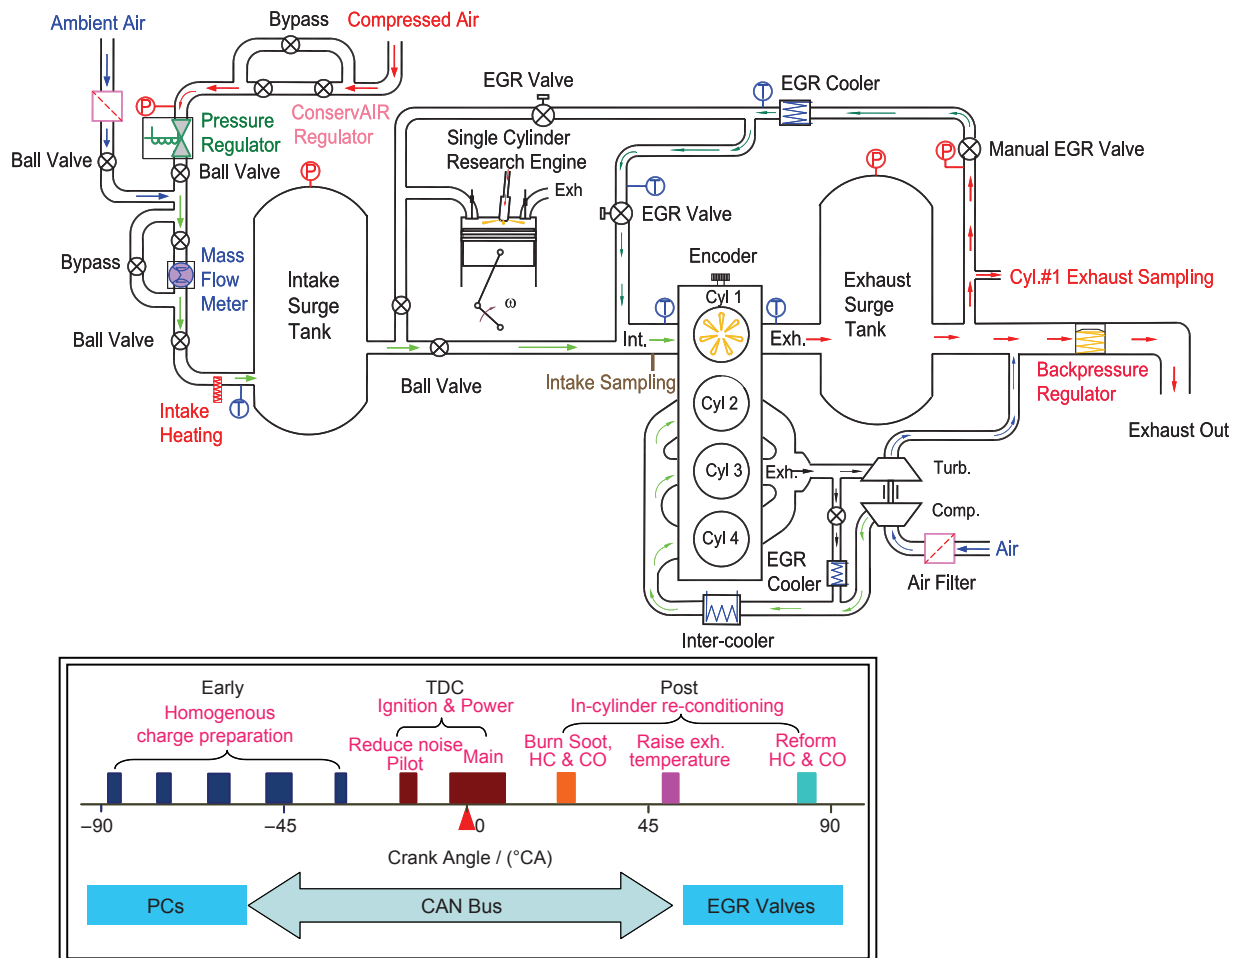 Ambient Air
Bypass
Compressed Air
EGR Valve
EGR Cooler
P
T
ConservAIR
Regulator
Pressure
Regulator
Single Cylinder
Research Engine
Manual EGR Valve
Ball Valve
Ball Valve
P
P
P
Exh
T
EGR Valve
Bypass
Mass
Flow
Meter
Intake
Surge
Tank
Encoder
Exhaust
Surge
Tank
Cyl.#1 Exhaust Sampling
Cyl 1
ω
T
T
Ball Valve
Int.
Exh.
Ball Valve
Intake Sampling
Backpressure
Regulator
Intake
Heating
T
Cyl 2
Exhaust Out
Cyl 3
Exh.
Turb.
Comp.
Cyl 4
EGR
Cooler
Air
Air Filter
Inter-cooler
Early
TDC
Post
Homogenous
charge preparation
Ignition & Power
In-cylinder re-conditioning
Reduce noise
Pilot
Main
Burn Soot,
HC & CO
Raise exh.
temperature
Reform
HC & CO
–90
–45
0
45
90
Crank Angle / (°CA)
PCs
CAN Bus
EGR Valves